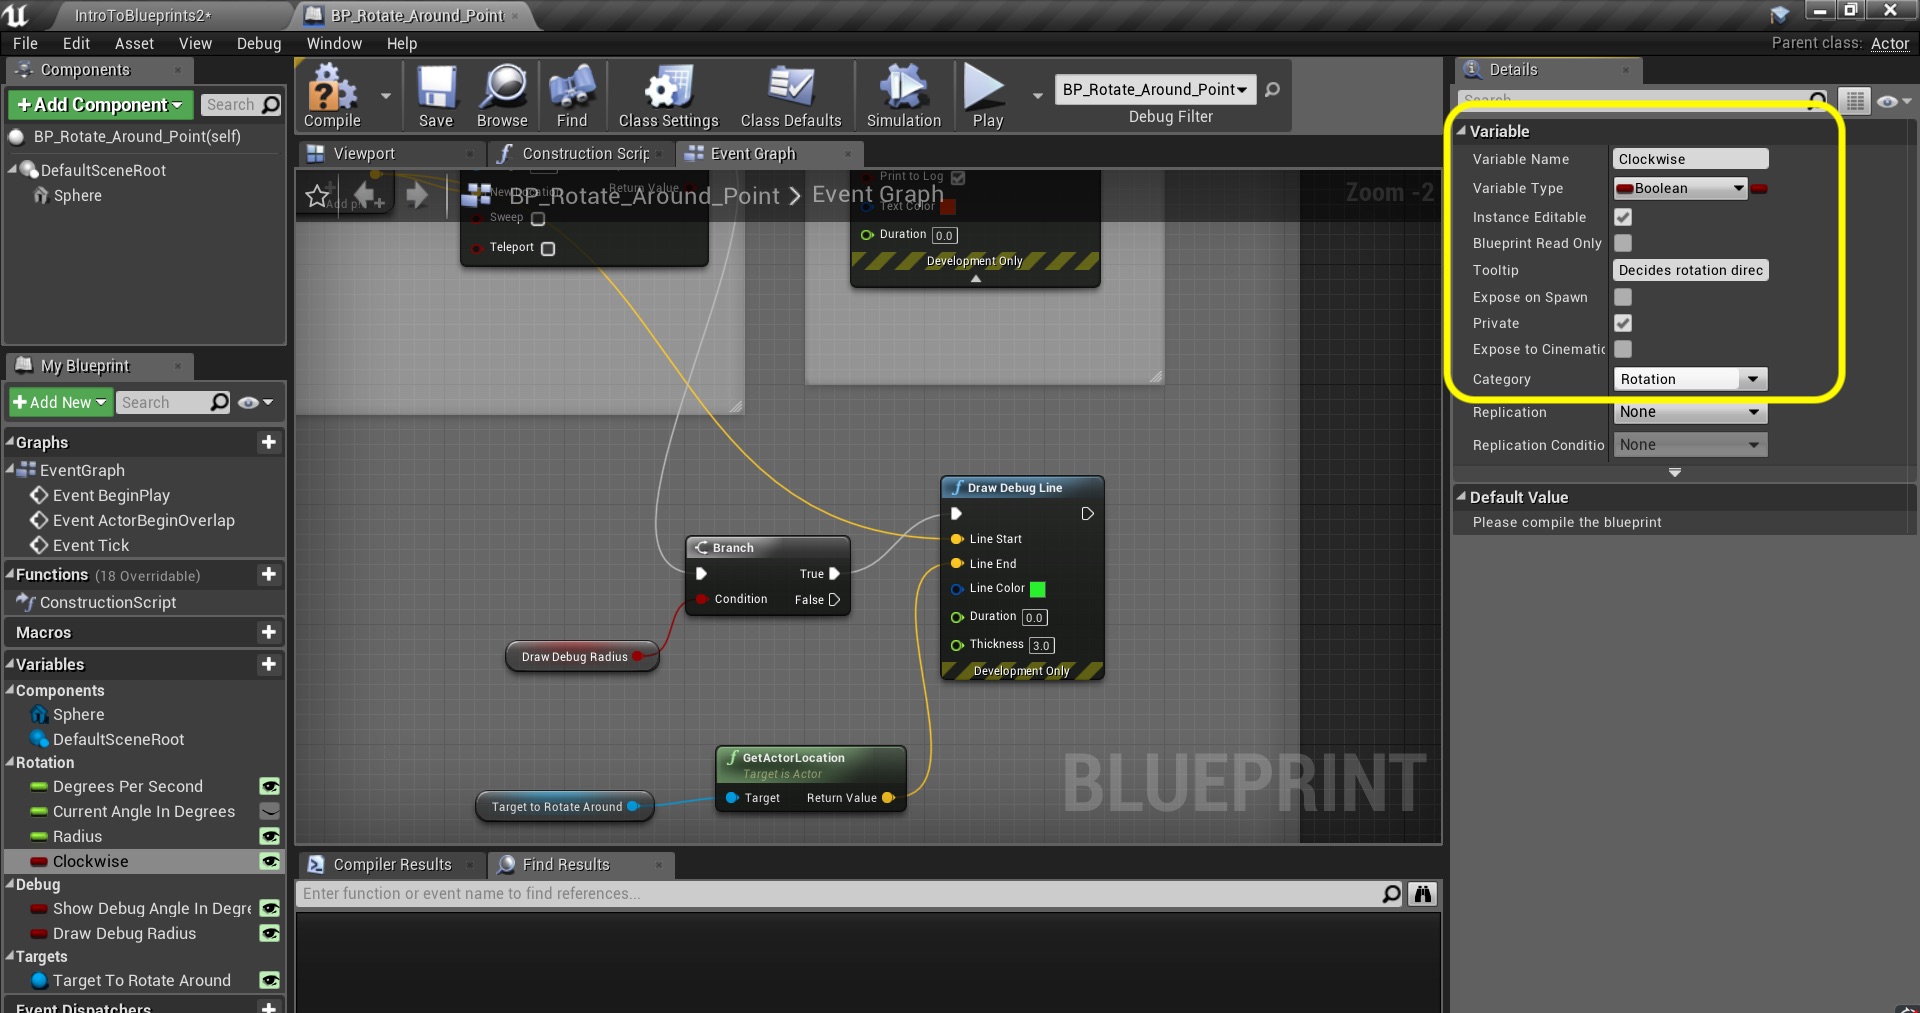 IntroToBlueprints2*
BP_Rotate_Around_Point
File Edit Asset View Debug Window Help
Parent class: Actor
Components
+Add Component
Search
BP_Rotate_Around_Point(self)
DefaultSceneRoot
Sphere
My Blueprint
+Add New
Search
Graphs
EventGraph
Event BeginPlay
Event ActorBeginOverlap
Event Tick
Functions (18 Overridable)
ConstructionScript
Macros
Variables
Components
Sphere
DefaultSceneRoot
Rotation
Degrees Per Second
Current Angle In Degrees
Radius
Clockwise
Debug
Show Debug Angle In Degre
Draw Debug Radius
Targets
Target To Rotate Around
Event Dispatchers
Compile
Save
Browse
Find
Class Settings
Class Defaults
Simulation
Play
BP_Rotate_Around_Point
Debug Filter
Viewport
Construction Scrip
Event Graph
BP_Rotate_Around_Point > Event Graph
Zoom -2
Add pi
New Location
Return Value
Sweep
Teleport
Print to Log
Text Color
Duration 0.0
Development Only
Draw Debug Line
Line Start
Line End
Line Color
Duration 0.0
Thickness 3.0
Development Only
Branch
True
Condition False
Draw Debug Radius
GetActorLocation
Target is Actor
Target Return Value
Target to Rotate Around
BLUEPRINT
Compiler Results
Find Results
Enter function or event name to find references...
Details
Search
Variable
Variable Name Clockwise
Variable Type Boolean
Instance Editable
Blueprint Read Only
Tooltip Decides rotation direc
Expose on Spawn
Private
Expose to Cinematic
Category Rotation
Replication None
Replication Conditio None
Default Value
Please compile the blueprint